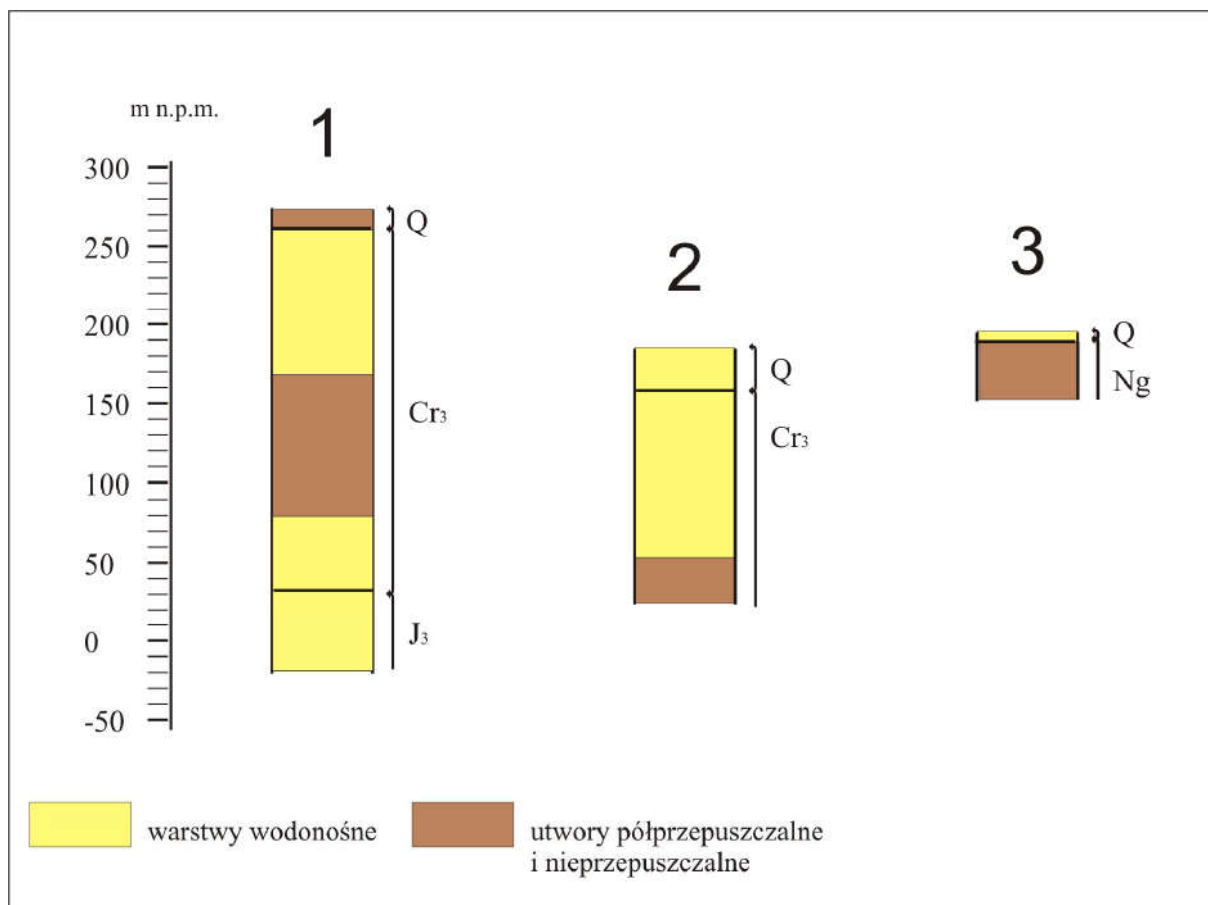 m n.p.m.
1
300
Q
250
2
3
200
Q
Q
Ng
150
Cr₃
Cr₃
100
50
0
J₃
-50
warstwy wodonośne
utwory półprzepuszczalne
i nieprzepuszczalne